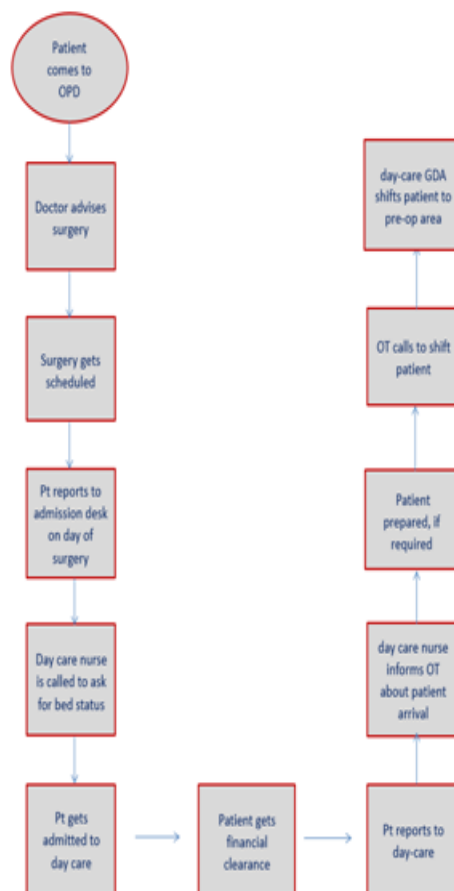 Patient
comes to
OPD
Doctor advises
surgery
Surgery gets
scheduled
Pt reports to
admission desk
on day of
surgery
Day care nurse
is called to ask
for bed status
Pt gets
admitted to
day care
Patient gets
financial
clearance
Pt reports to
day-care
day care nurse
informs OT
about patient
arrival
Patient
prepared, if
required
OT calls to shift
patient
day-care GDA
shifts patient to
pre-op area